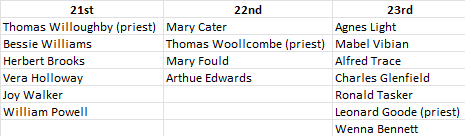 21st 22nd 23rd
Thomas Willoughby (priest) Mary Cater Agnes Light
Bessie Williams Thomas Woollcombe (priest) Mabel Vibian
Herbert Brooks Mary Fould Alfred Trace
Vera Holloway Arthue Edwards Charles Glenfield
Joy Walker Ronald Tasker
William Powell Leonard Goode (priest)
Wenna Bennett